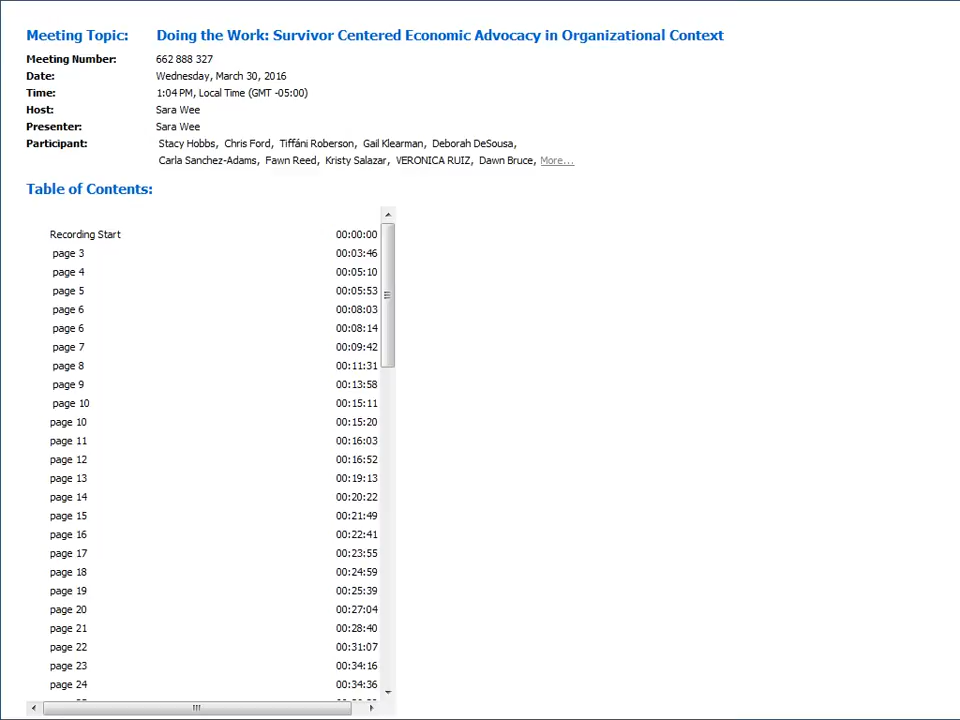 Meeting Topic: Doing the Work: Survivor Centered Economic Advocacy in Organizational Context
Meeting Number: 662 888 327
Date: Wednesday, March 30, 2016
Time: 1:04 PM, Local Time (GMT -05:00)
Host: Sara Wee
Presenter: Sara Wee
Participant: Stacy Hobbs, Chris Ford, Tiffáni Roberson, Gail Klearman, Deborah DeSousa,
Carla Sanchez-Adams, Fawn Reed, Kristy Salazar, VERONICA RUIZ, Dawn Bruce, More...
Table of Contents:
Recording Start 00:00:00
page 3 00:03:46
page 4 00:05:10
page 5 00:05:53
page 6 00:08:03
page 6 00:08:14
page 7 00:09:42
page 8 00:11:31
page 9 00:13:58
page 10 00:15:11
page 10 00:15:20
page 11 00:16:03
page 12 00:16:52
page 13 00:19:13
page 14 00:20:22
page 15 00:21:49
page 16 00:22:41
page 17 00:23:55
page 18 00:24:59
page 19 00:25:39
page 20 00:27:04
page 21 00:28:40
page 22 00:31:07
page 23 00:34:16
page 24 00:34:36